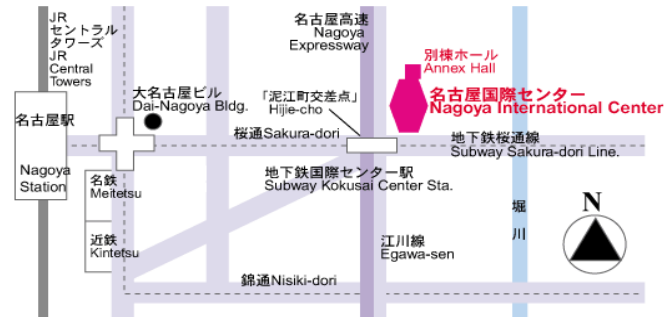 JR
セントラル
タワーズ
JR
Central
Towers
名古屋高速
Nagoya
Expressway
別棟ホール
Annex Hall
名古屋国際センター
Nagoya International Center
大名古屋ビル
Dai-Nagoya Bldg.
「泥江町交差点」
Hijie-cho
名古屋駅
桜通Sakura-dori
地下鉄桜通線
Subway Sakura-dori Line.
Nagoya
Station
名鉄
Meitetsu
地下鉄国際センター駅
Subway Kokusai Center Sta.
堀
川
N
近鉄
Kintetsu
江川線
Egawa-sen
錦通Nisiki-dori